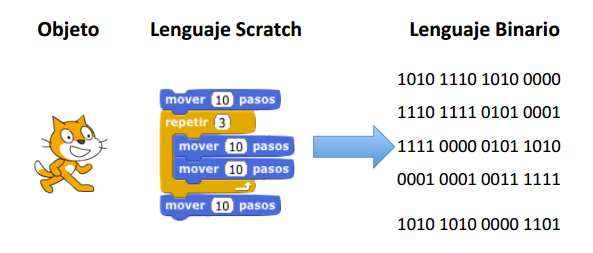 Objeto
Lenguaje Scratch
Lenguaje Binario
mover 10 pasos
repetir 3
mover 10 pasos
mover 10 pasos
mover 10 pasos
1010 1110 1010 0000
1110 1111 0101 0001
1111 0000 0101 1010
0001 0001 0011 1111
1010 1010 0000 1101